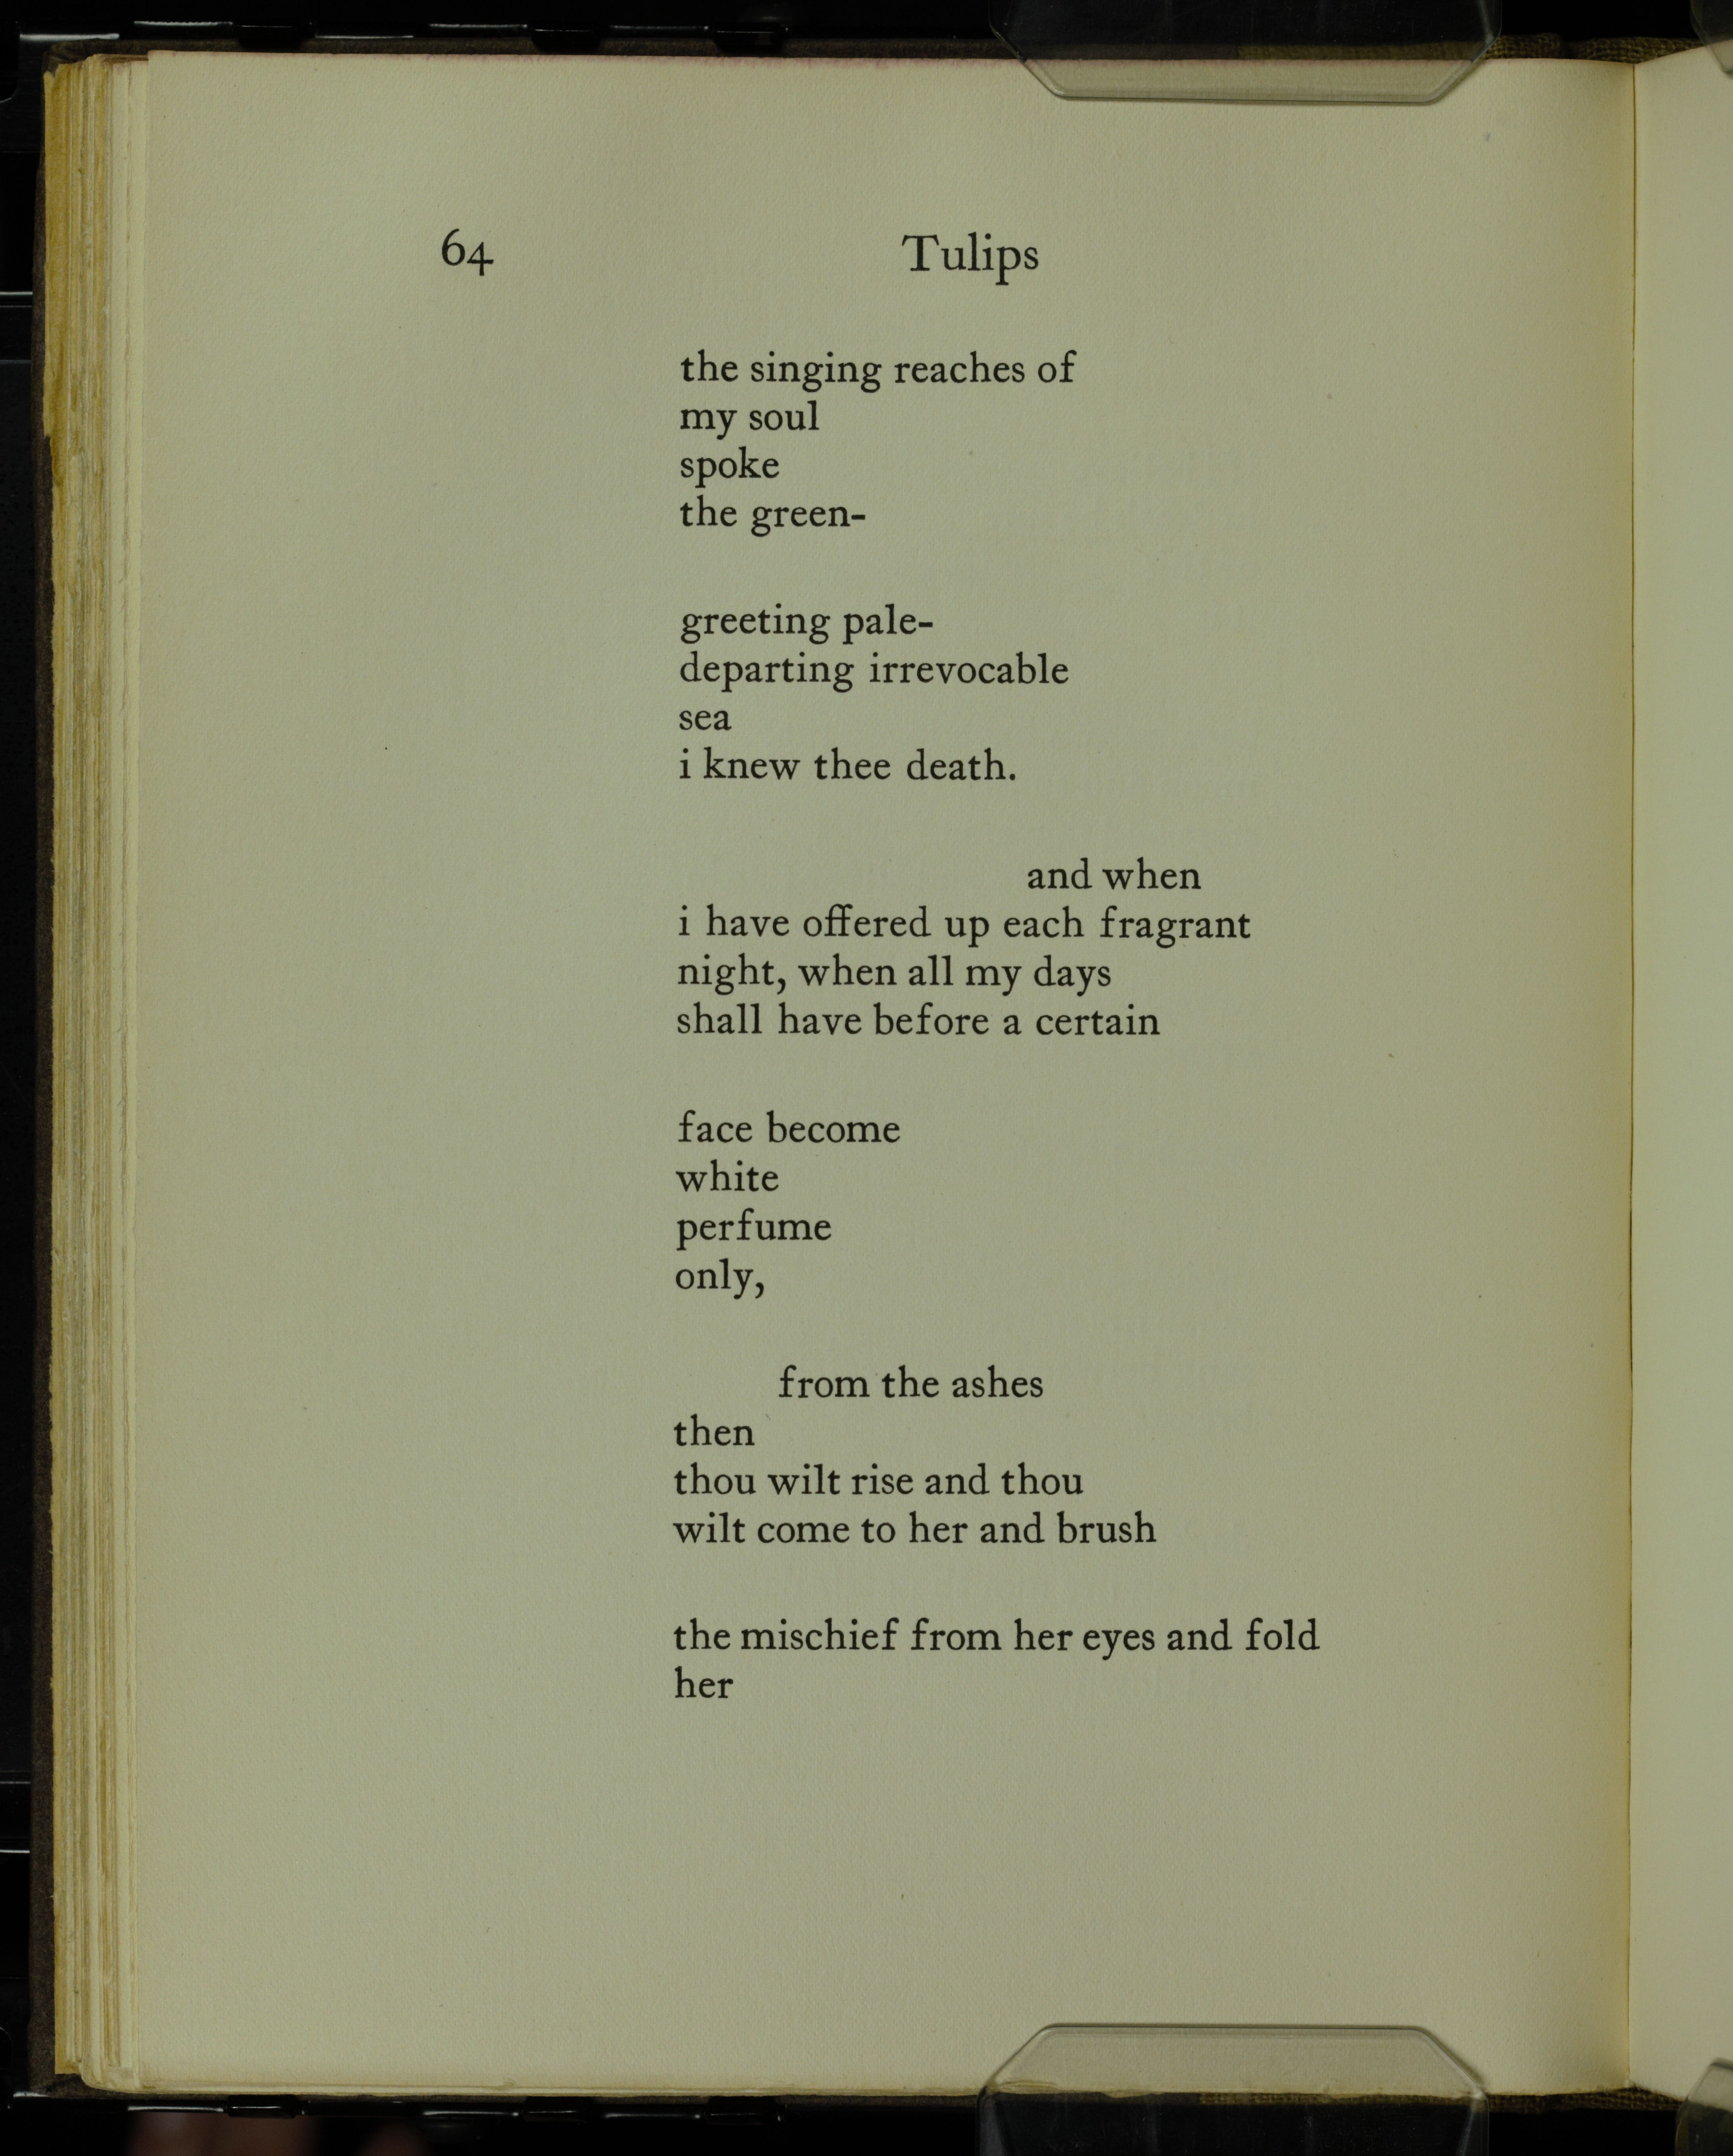 64 Tulips
the singing reaches of
my soul
spoke
the green-
greeting pale-
departing irrevocable
sea
i knew thee death.
and when
i have offered up each fragrant
night, when all my days
shall have before a certain
face become
white
perfume
only,
from the ashes
then
thou wilt rise and thou
wilt come to her and brush
the mischief from her eyes and fold
her